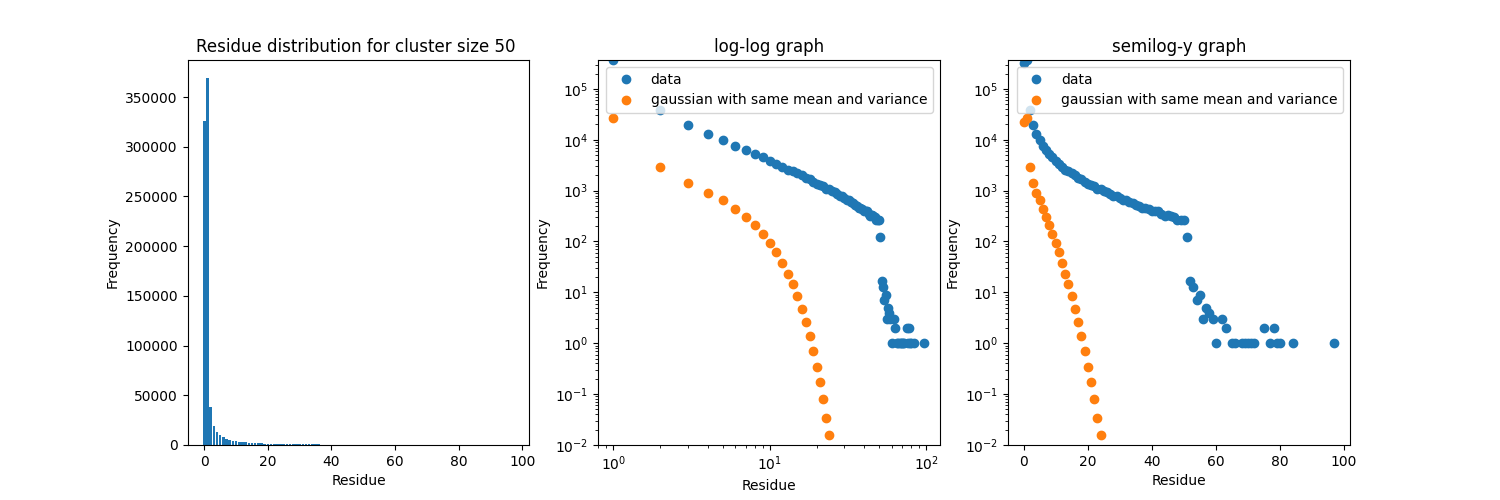 Residue distribution for cluster size 50
350000
300000
250000
200000
150000
100000
50000
0
Frequency
0 20 40 60 80 100
Residue
log-log graph
data
gaussian with same mean and variance
10^5
10^4
10^3
10^2
10^1
10^0
10^−1
10^−2
Frequency
10^0 10^1 10^2
Residue
semilog-y graph
data
gaussian with same mean and variance
10^5
10^4
10^3
10^2
10^1
10^0
10^−1
10^−2
Frequency
0 20 40 60 80 100
Residue